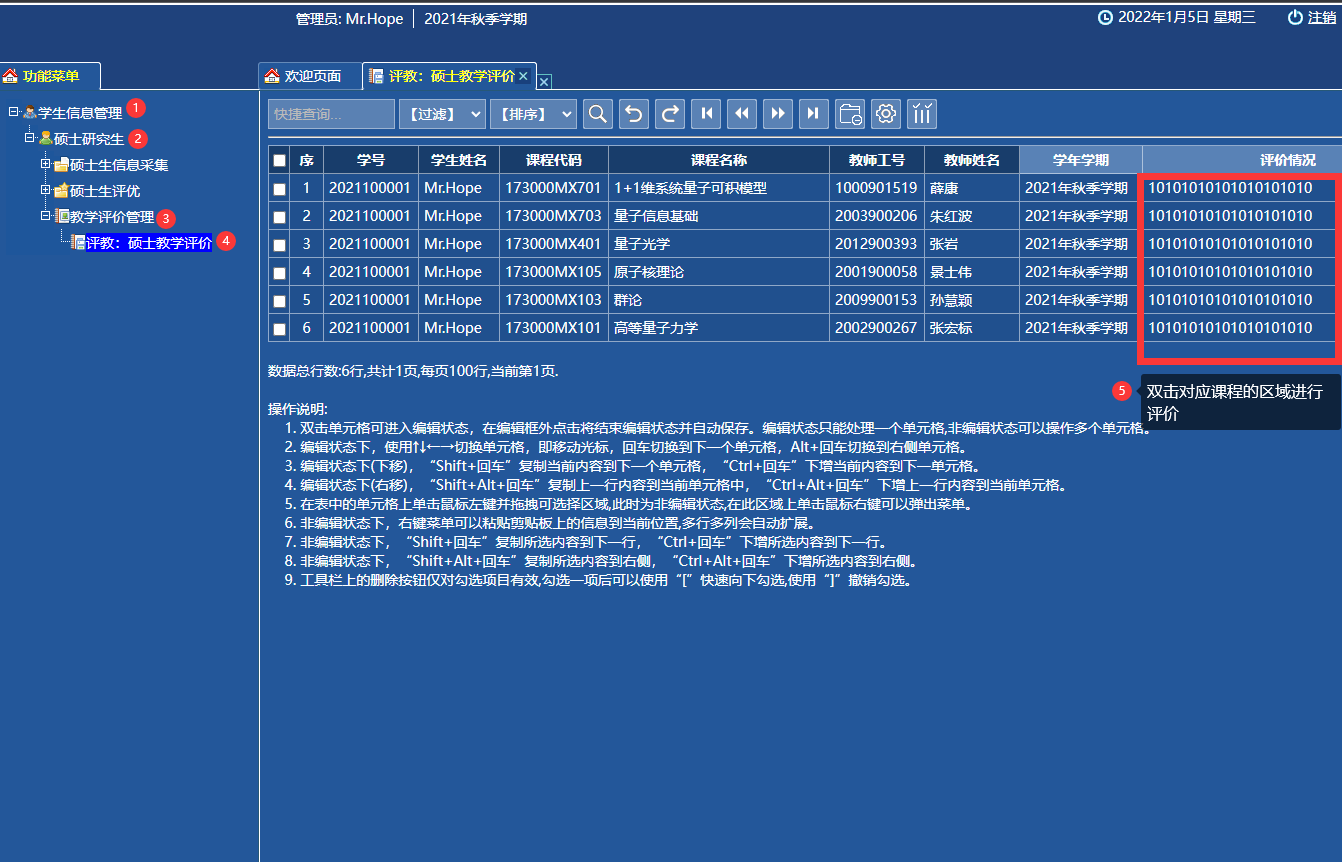 管理员: Mr.Hope 2021年秋季学期 2022年1月5日 星期三 注销
功能菜单 欢迎页面 评教：硕士教学评价
学生信息管理 1
硕士研究生 2
硕士生信息采集
硕士生评优
教学评价管理 3
评教：硕士教学评价 4
快捷查询... 【过滤】 【排序】
序 学号 学生姓名 课程代码 课程名称 教师工号 教师姓名 学年学期 评价情况
1 2021100001 Mr.Hope 173000MX701 1+1维系统量子可积模型 1000901519 薛康 2021年秋季学期 10101010101010101010
2 2021100001 Mr.Hope 173000MX703 量子信息基础 2003900206 朱红波 2021年秋季学期 10101010101010101010
3 2021100001 Mr.Hope 173000MX401 量子光学 2012900393 张岩 2021年秋季学期 10101010101010101010
4 2021100001 Mr.Hope 173000MX105 原子核理论 2001900058 景士伟 2021年秋季学期 10101010101010101010
5 2021100001 Mr.Hope 173000MX103 群论 2009900153 孙慧颖 2021年秋季学期 10101010101010101010
6 2021100001 Mr.Hope 173000MX101 高等量子力学 2002900267 张宏标 2021年秋季学期 10101010101010101010
数据总行数:6行,共计1页,每页100行,当前第1页.
5 双击对应课程的区域进行
评价
操作说明:
1. 双击单元格可进入编辑状态，在编辑框外点击将结束编辑状态并自动保存。编辑状态只能处理一个单元格,非编辑状态可以操作多个单元格。
2. 编辑状态下，使用↑↓←→切换单元格，即移动光标，回车切换到下一个单元格，Alt+回车切换到右侧单元格。
3. 编辑状态下(下移)，“Shift+回车”复制当前内容到下一个单元格，“Ctrl+回车”下增当前内容到下一单元格。
4. 编辑状态下(右移)，“Shift+Alt+回车”复制上一行内容到当前单元格中，“Ctrl+Alt+回车”下增上一行内容到当前单元格。
5. 在表中的单元格上单击鼠标左键并拖拽可选择区域,此时为非编辑状态,在此区域上单击鼠标右键可以弹出菜单。
6. 非编辑状态下，右键菜单可以粘贴剪贴板上的信息到当前位置,多行多列会自动扩展。
7. 非编辑状态下，“Shift+回车”复制所选内容到下一行，“Ctrl+回车”下增所选内容到下一行。
8. 非编辑状态下，“Shift+Alt+回车”复制所选内容到右侧，“Ctrl+Alt+回车”下增所选内容到右侧。
9. 工具栏上的删除按钮仅对勾选项目有效,勾选一项后可以使用“[”快速向下勾选,使用“]”撤销勾选。